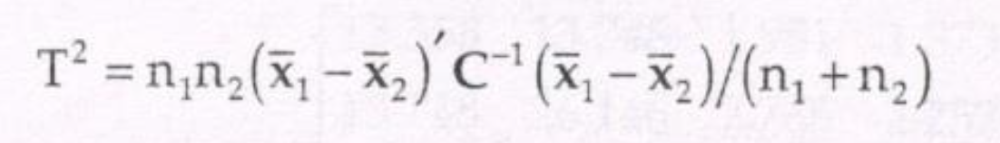 T² = n₁n₂(x̄₁ − x̄₂)′ C⁻¹ (x̄₁ − x̄₂)/(n₁ + n₂)